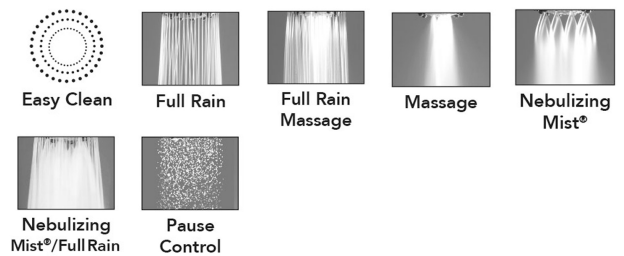 Easy Clean
Full Rain
Full Rain
Massage
Massage
Nebulizing
Mist®
Nebulizing
Mist®/Full Rain
Pause
Control